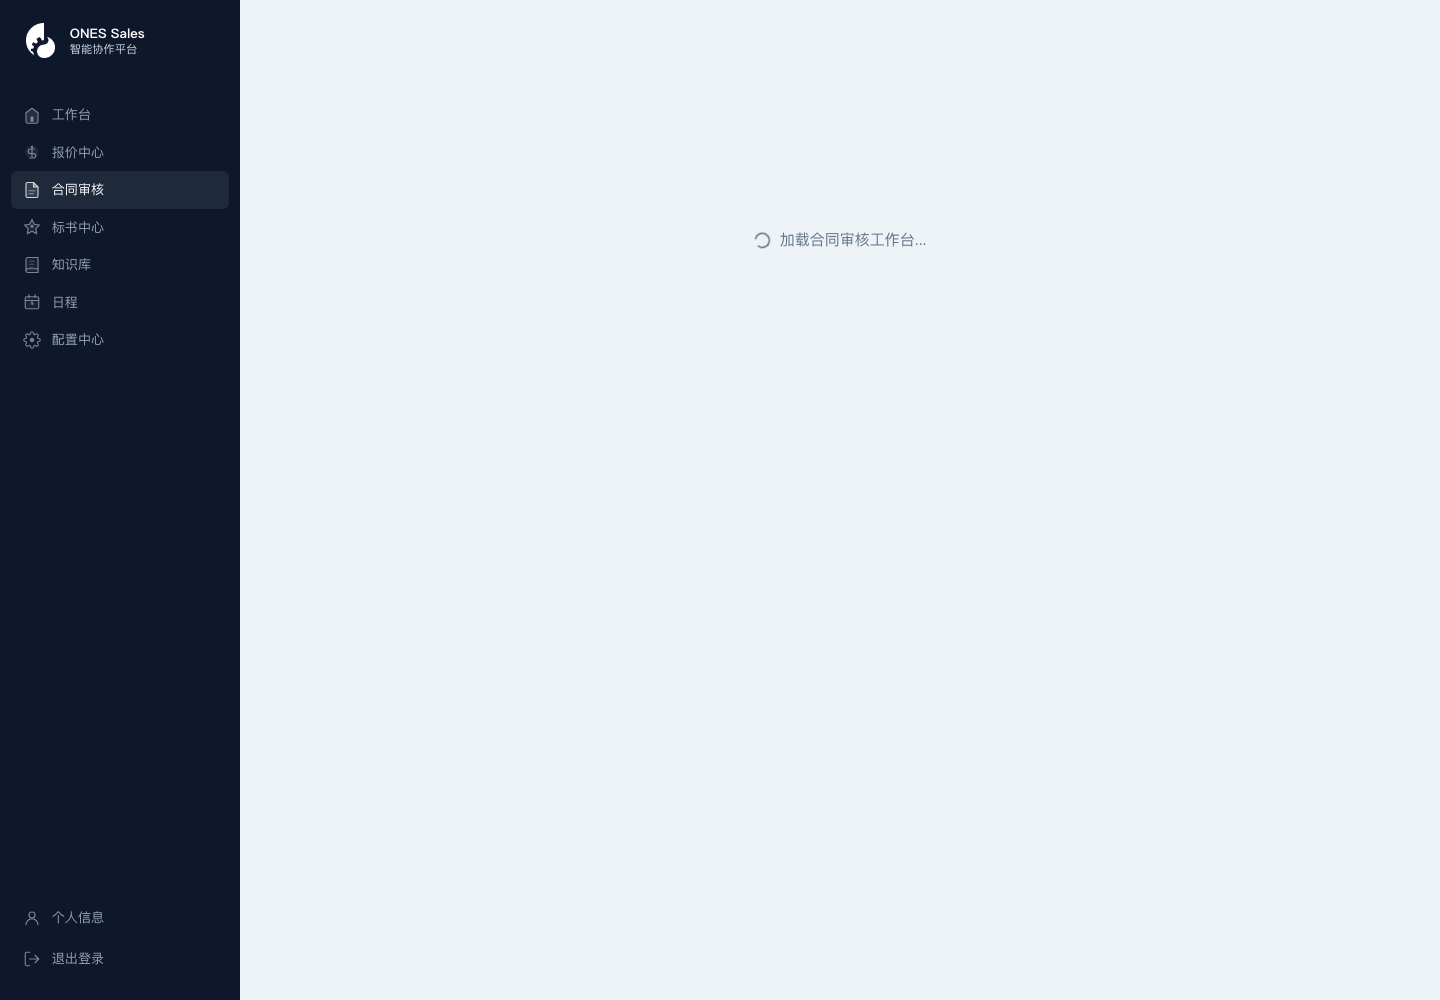 ONES Sales
智能协作平台
工作台
报价中心
合同审核
标书中心
知识库
日程
配置中心
加载合同审核工作台...
个人信息
退出登录